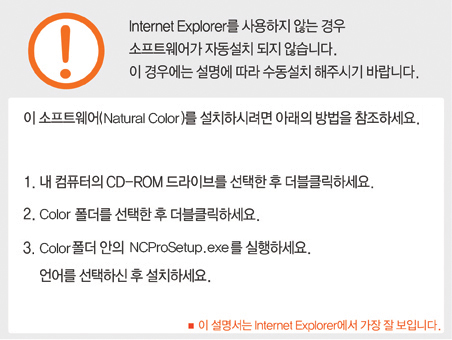 Internet Explorer를 사용하지 않는 경우
소프트웨어가 자동설치 되지 않습니다.
이 경우에는 설명에 따라 수동설치 해주시기 바랍니다.
이 소프트웨어(Natural Color)를 설치하시려면 아래의 방법을 참조하세요.
1. 내 컴퓨터의 CD-ROM 드라이브를 선택한 후 더블클릭하세요.
2. Color 폴더를 선택한 후 더블클릭하세요.
3. Color폴더 안의 NCProSetup.exe를 실행하세요.
언어를 선택하신 후 설치하세요.
■ 이 설명서는 Internet Explorer에서 가장 잘 보입니다.